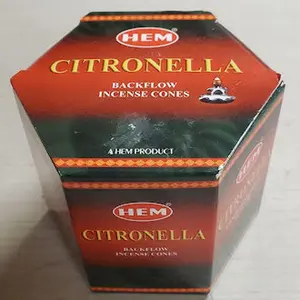 HEM
CITRONELLA
BACKFLOW
INCENSE CONES
A HEM PRODUCT
HEM
CITRONELLA
BACKFLOW
INCENSE CONES